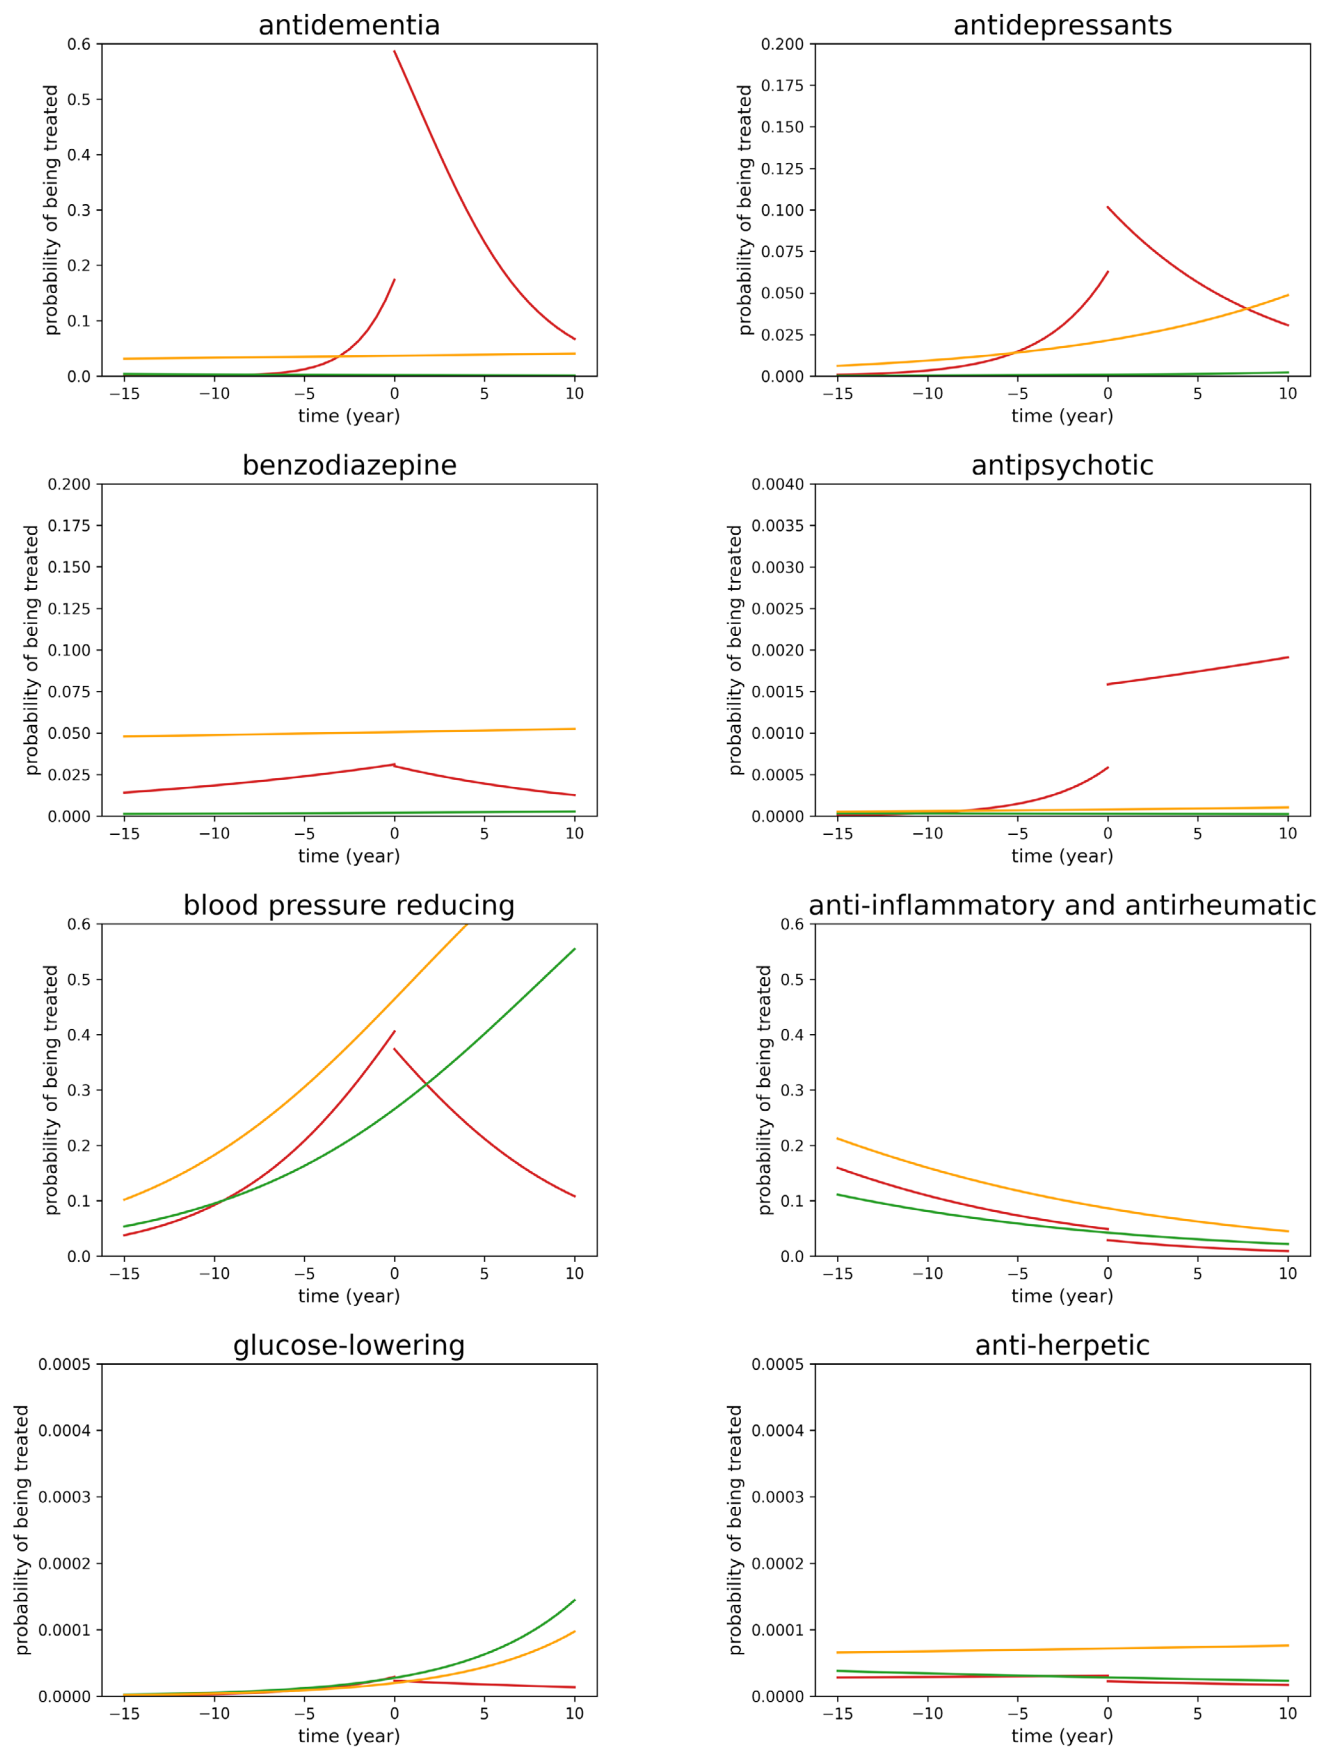 antidementia
probability of being treated
0.6
0.5
0.4
0.3
0.2
0.1
0.0
−15 −10 −5 0 5 10
time (year)
antidepressants
probability of being treated
0.200
0.175
0.150
0.125
0.100
0.075
0.050
0.025
0.000
−15 −10 −5 0 5 10
time (year)
benzodiazepine
probability of being treated
0.200
0.175
0.150
0.125
0.100
0.075
0.050
0.025
0.000
−15 −10 −5 0 5 10
time (year)
antipsychotic
probability of being treated
0.0040
0.0035
0.0030
0.0025
0.0020
0.0015
0.0010
0.0005
0.0000
−15 −10 −5 0 5 10
time (year)
blood pressure reducing
probability of being treated
0.6
0.5
0.4
0.3
0.2
0.1
0.0
−15 −10 −5 0 5 10
time (year)
anti-inflammatory and antirheumatic
probability of being treated
0.6
0.5
0.4
0.3
0.2
0.1
0.0
−15 −10 −5 0 5 10
time (year)
glucose-lowering
probability of being treated
0.0005
0.0004
0.0003
0.0002
0.0001
0.0000
−15 −10 −5 0 5 10
time (year)
anti-herpetic
probability of being treated
0.0005
0.0004
0.0003
0.0002
0.0001
0.0000
−15 −10 −5 0 5 10
time (year)